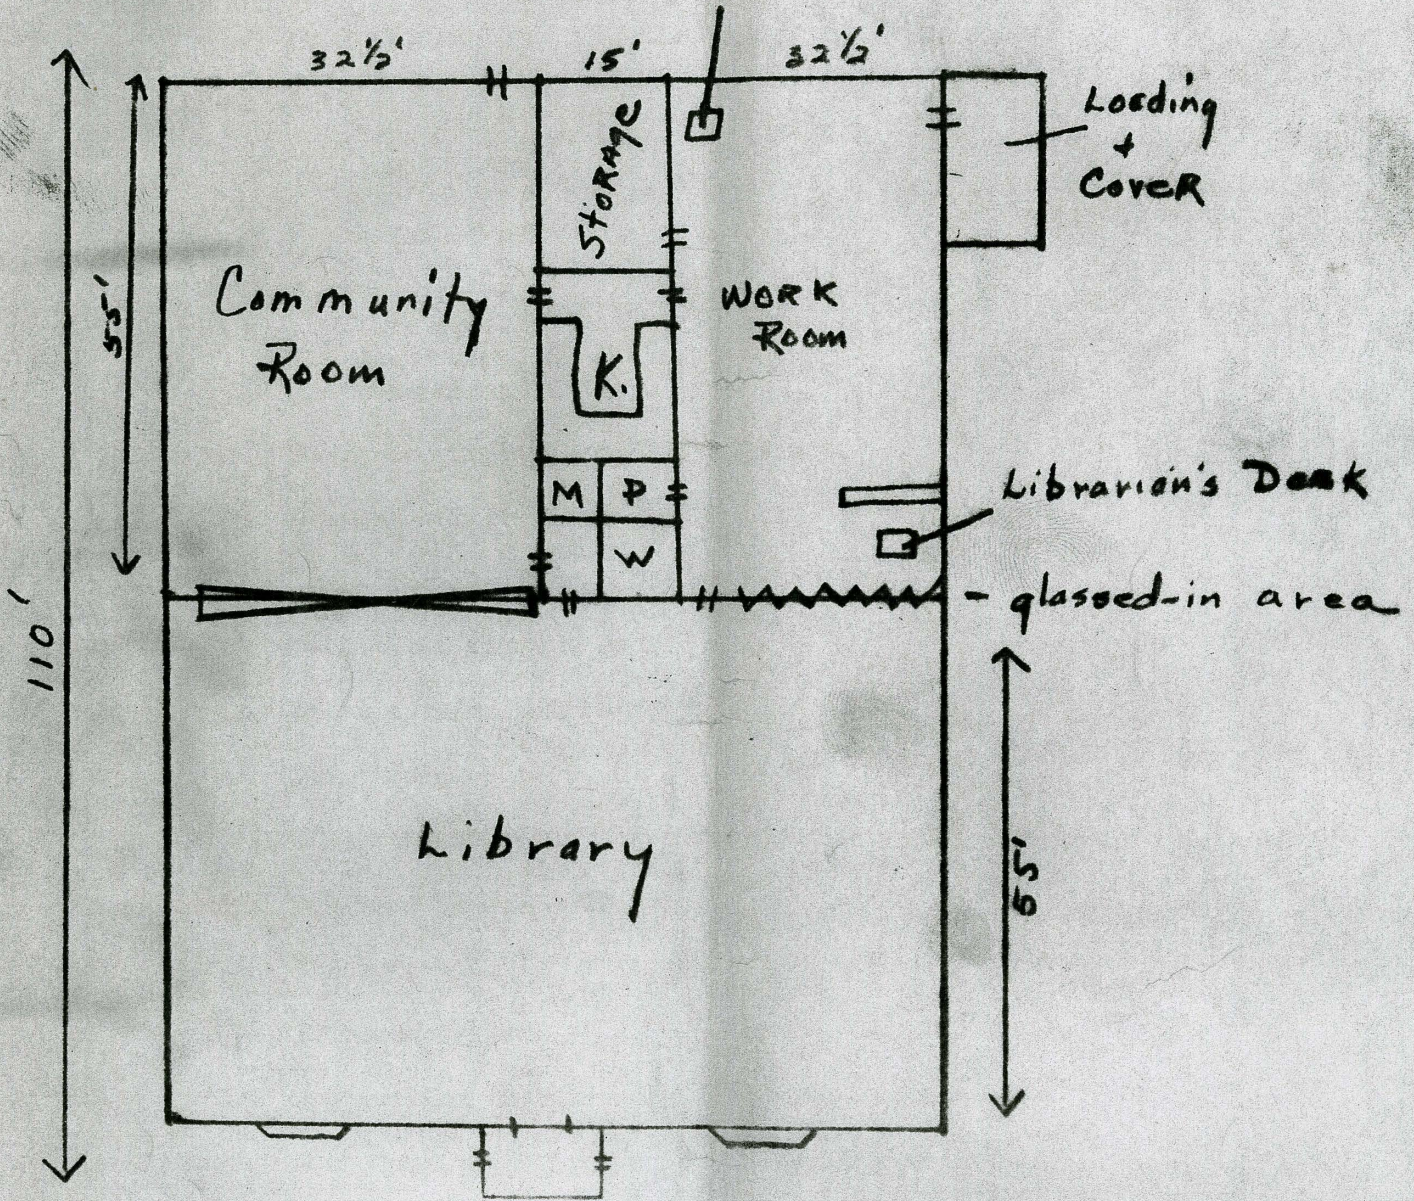 32½' 15' 32½'
Loading
+
Cover
Storage
55'
Community
Room
Work
Room
K.
M P
W
Librarian's Desk
- glassed-in area
110'
Library
55'